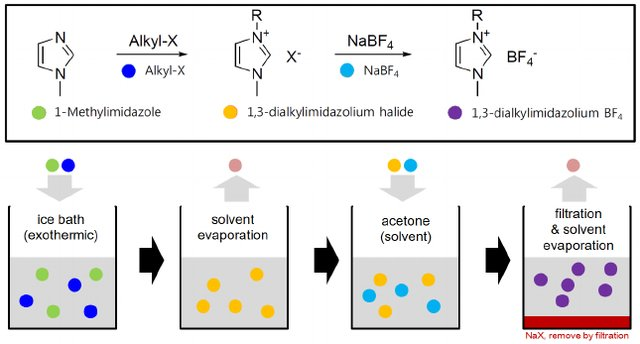 R
R
N
N⁺
N⁺
Alkyl-X
NaBF₄
X⁻
BF₄⁻
N
N
N
Alkyl-X
NaBF₄
1-Methylimidazole
1,3-dialkylimidazolium halide
1,3-dialkylimidazolium BF₄
ice bath
(exothermic)
solvent
evaporation
acetone
(solvent)
filtration
& solvent
evaporation
NaX, remove by filtration